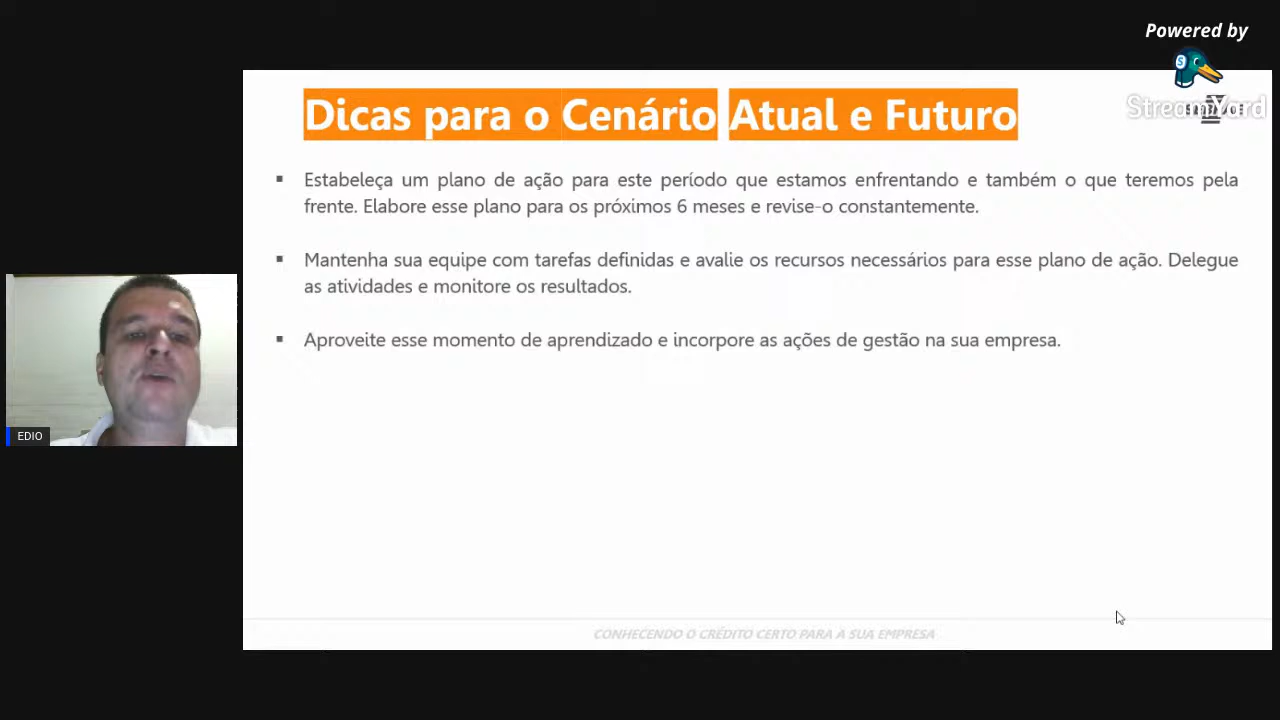 Powered by
StreamYard
Dicas para o Cenário Atual e Futuro
▪ Estabeleça um plano de ação para este período que estamos enfrentando e também o que teremos pela
frente. Elabore esse plano para os próximos 6 meses e revise-o constantemente.
▪ Mantenha sua equipe com tarefas definidas e avalie os recursos necessários para esse plano de ação. Delegue
as atividades e monitore os resultados.
▪ Aproveite esse momento de aprendizado e incorpore as ações de gestão na sua empresa.
EDIO
CONHECENDO O CRÉDITO CERTO PARA A SUA EMPRESA